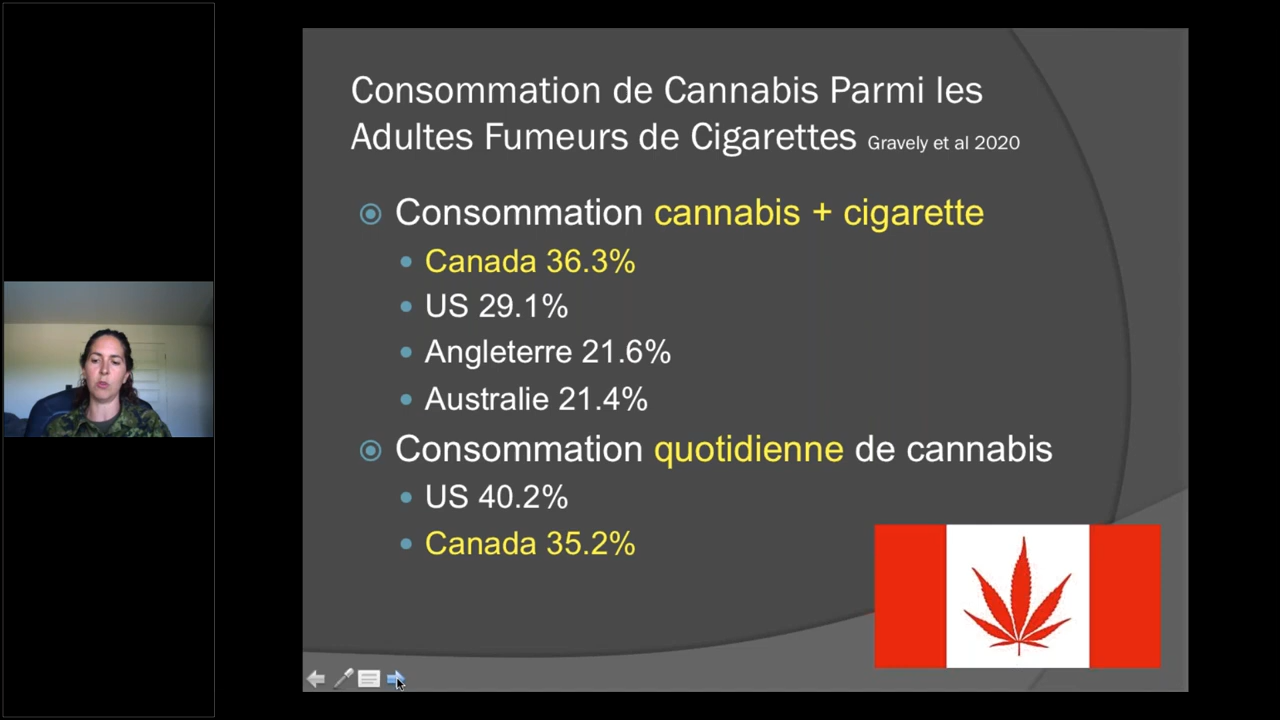 Consommation de Cannabis Parmi les
Adultes Fumeurs de Cigarettes Gravely et al 2020
Consommation cannabis + cigarette
Canada 36.3%
US 29.1%
Angleterre 21.6%
Australie 21.4%
Consommation quotidienne de cannabis
US 40.2%
Canada 35.2%